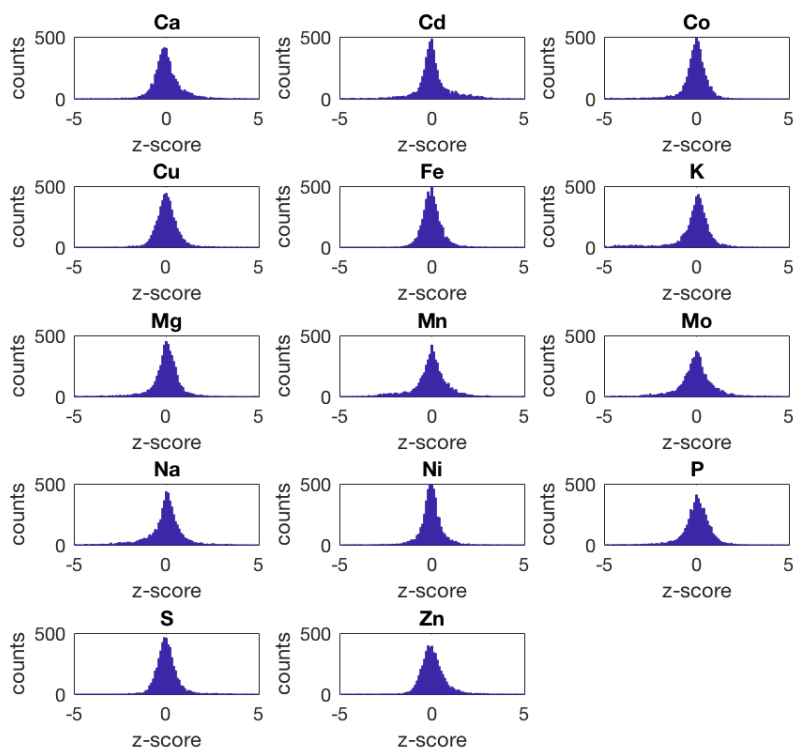 Ca Cd Co
500 500 500
counts counts counts
0 0 0
-5 0 5 -5 0 5 -5 0 5
z-score z-score z-score
Cu Fe K
500 500 500
counts counts counts
0 0 0
-5 0 5 -5 0 5 -5 0 5
z-score z-score z-score
Mg Mn Mo
500 500 500
counts counts counts
0 0 0
-5 0 5 -5 0 5 -5 0 5
z-score z-score z-score
Na Ni P
500 500 500
counts counts counts
0 0 0
-5 0 5 -5 0 5 -5 0 5
z-score z-score z-score
S Zn
500 500
counts counts
0 0
-5 0 5 -5 0 5
z-score z-score